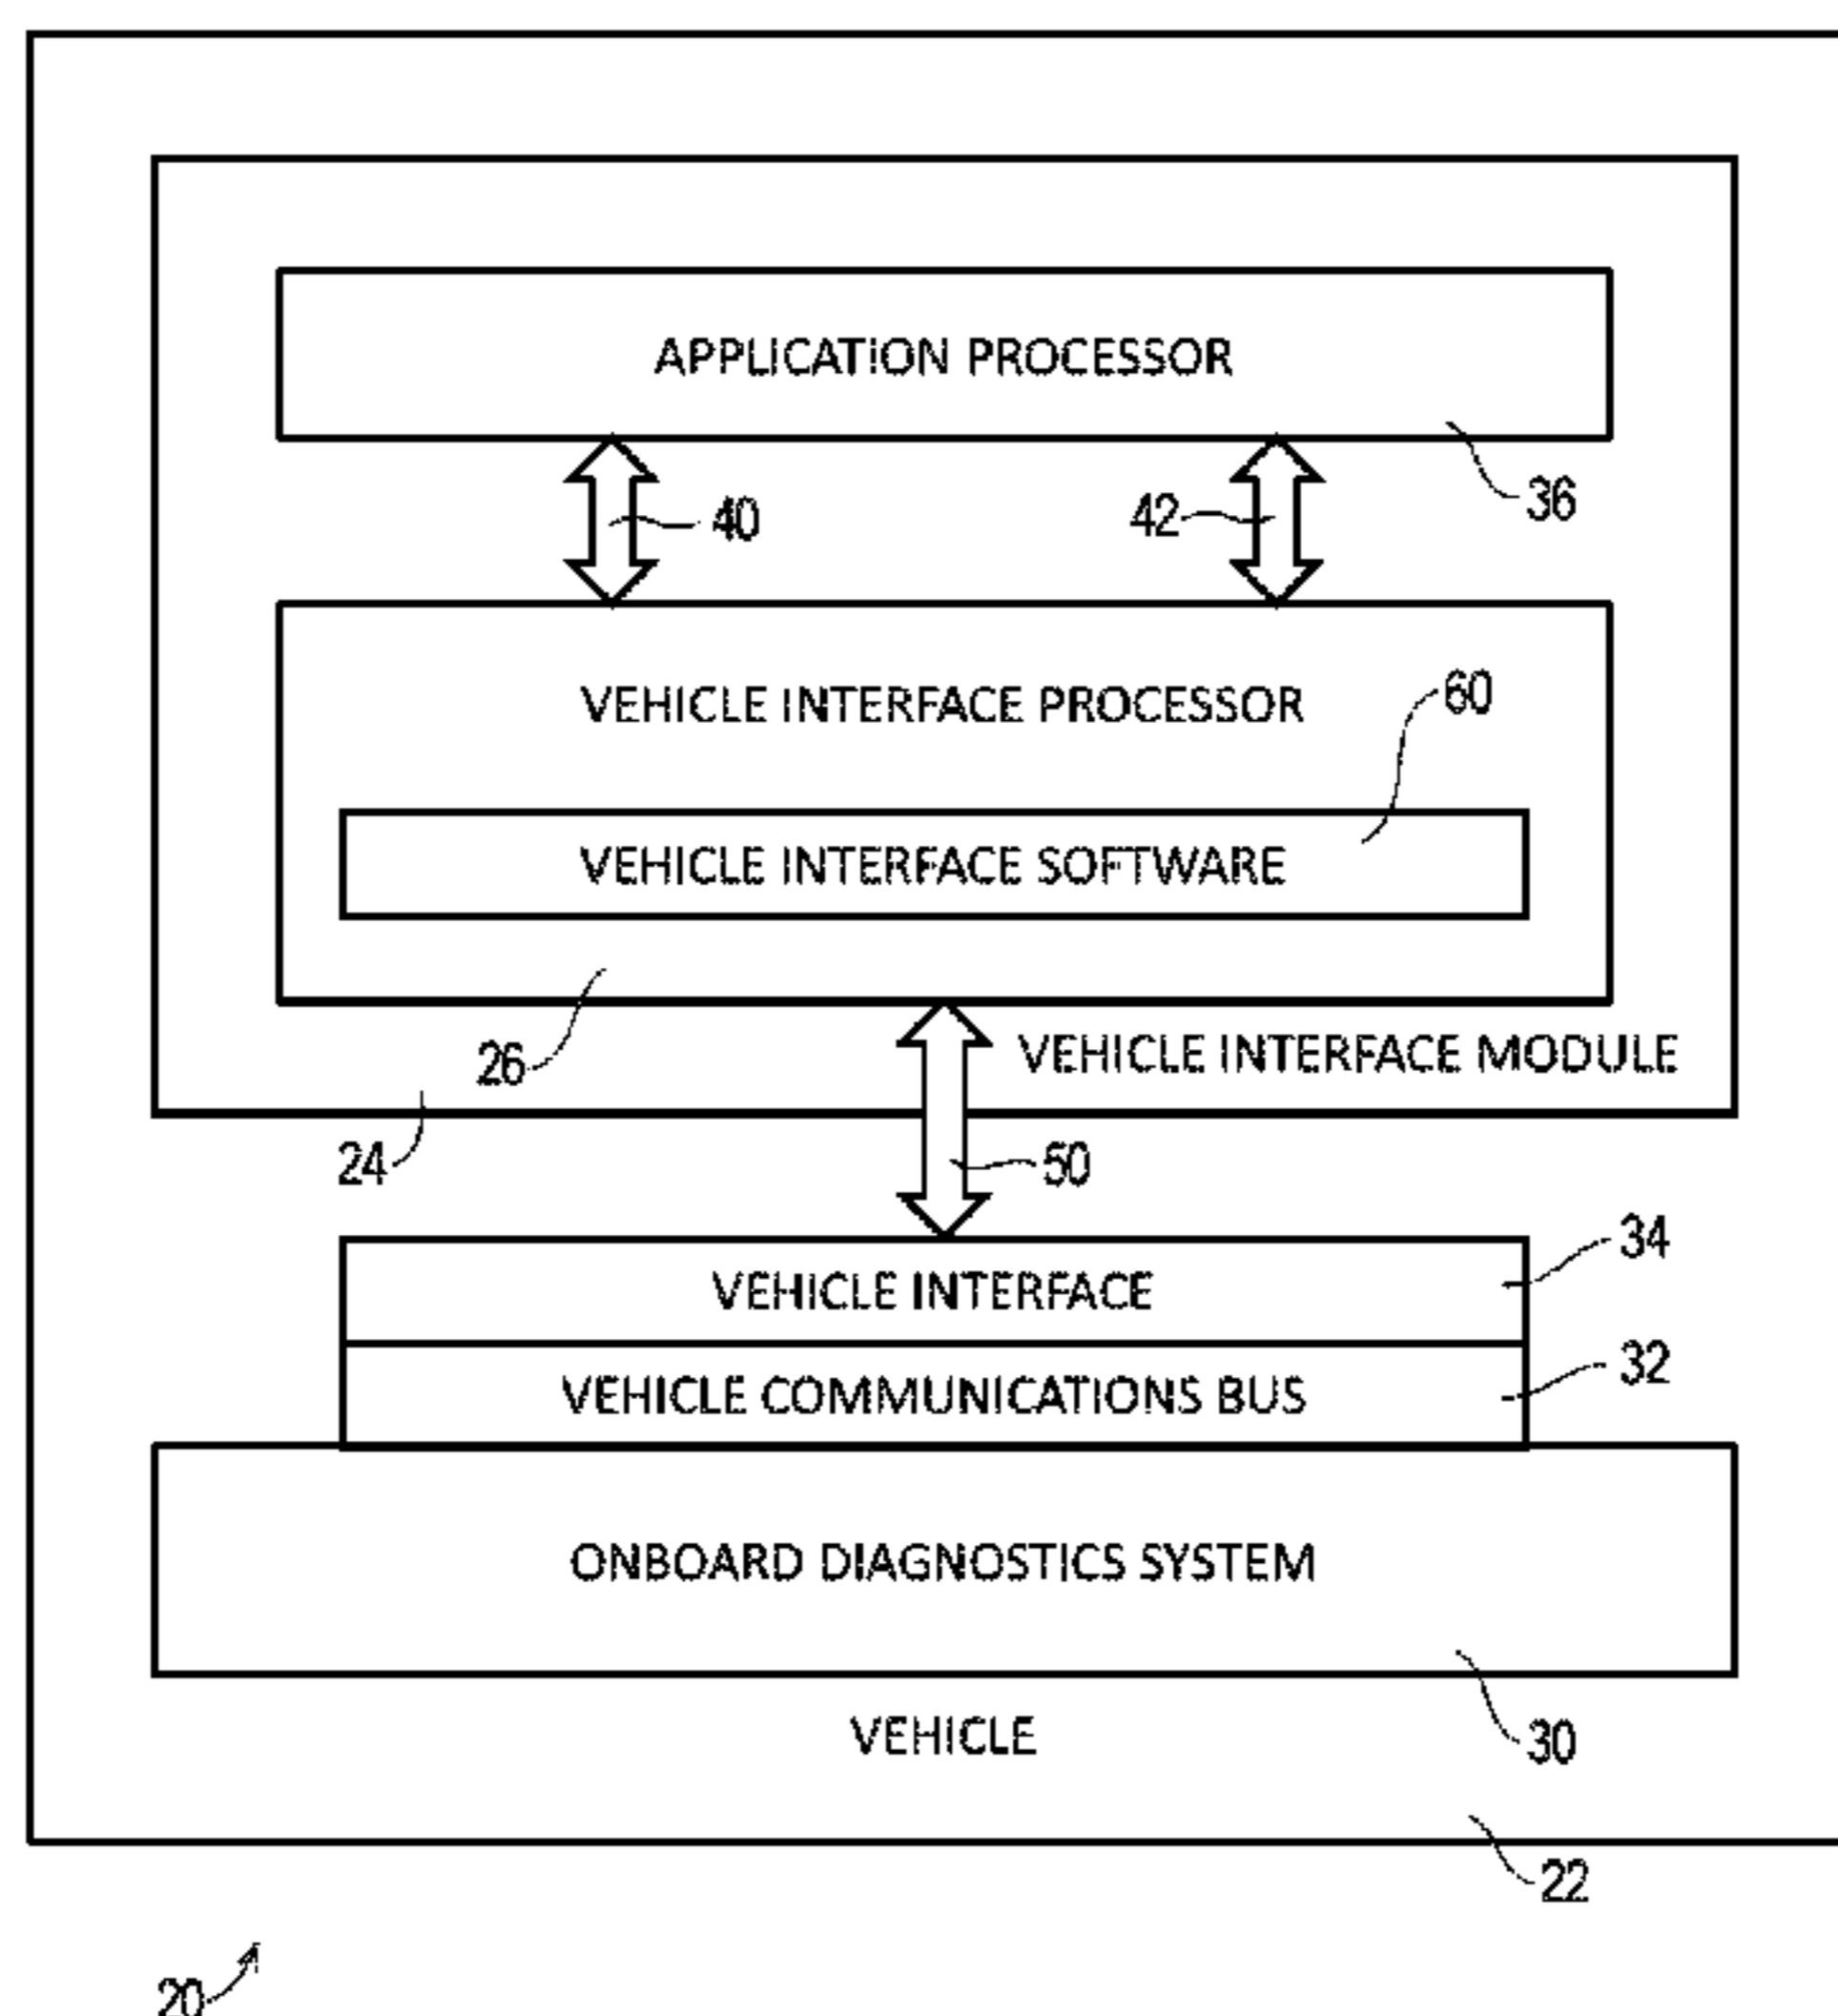 APPLICATION PROCESSOR
36
40
42
VEHICLE INTERFACE PROCESSOR
60
VEHICLE INTERFACE SOFTWARE
26
VEHICLE INTERFACE MODULE
24
50
34
VEHICLE INTERFACE
32
VEHICLE COMMUNICATIONS BUS
ONBOARD DIAGNOSTICS SYSTEM
30
VEHICLE
22
20